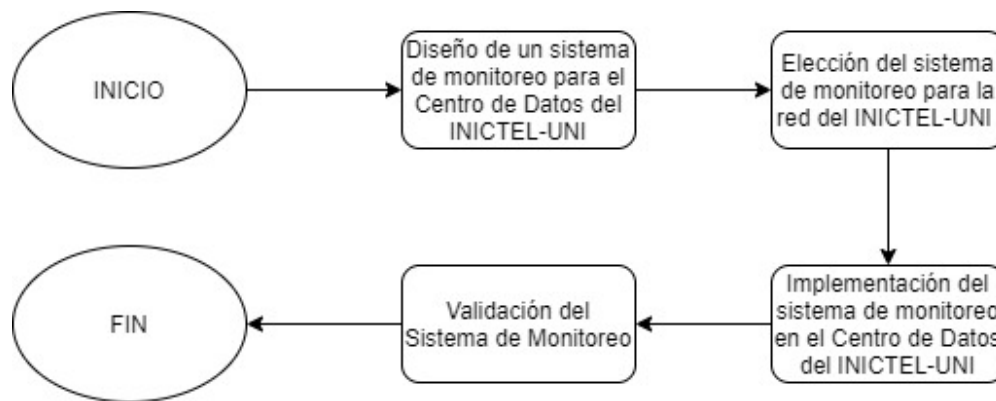 INICIO
Diseño de un sistema
de monitoreo para el
Centro de Datos del
INICTEL-UNI
Elección del sistema
de monitoreo para la
red del INICTEL-UNI
Implementación del
sistema de monitoreo
en el Centro de Datos
del INICTEL-UNI
Validación del
Sistema de Monitoreo
FIN